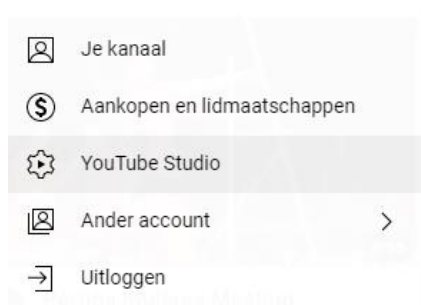 Je kanaal
Aankopen en lidmaatschappen
YouTube Studio
Ander account
Uitloggen